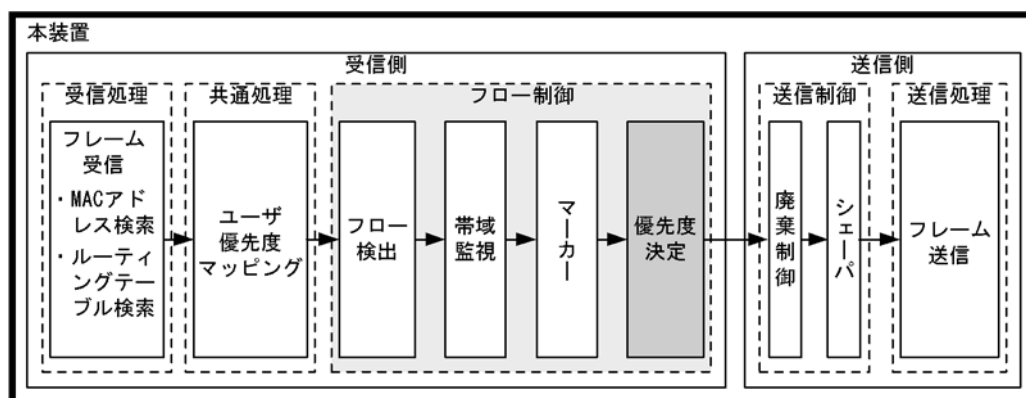 本装置
受信側
送信側
受信処理
共通処理
フロー制御
送信制御
送信処理
フレーム
受信
・MACアド
レス検索
・ルーティ
ングテー
ブル検索
ユーザ
優先度
マッピング
フロー
検出
帯域
監視
マーカー
優先度
決定
廃棄制御
シェーパ
フレーム
送信